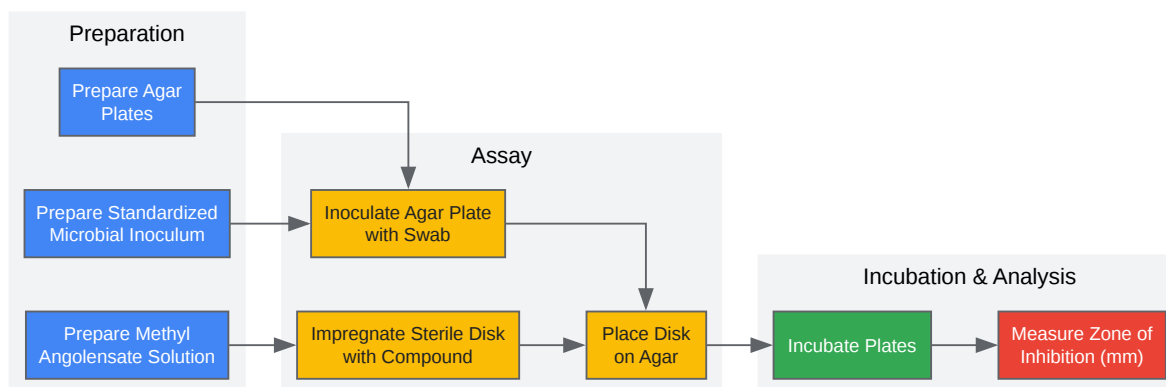 Preparation
Prepare Agar
Plates
Prepare Standardized
Microbial Inoculum
Prepare Methyl
Angolensate Solution
Assay
Inoculate Agar Plate
with Swab
Impregnate Sterile Disk
with Compound
Place Disk
on Agar
Incubation & Analysis
Incubate Plates
Measure Zone of
Inhibition (mm)